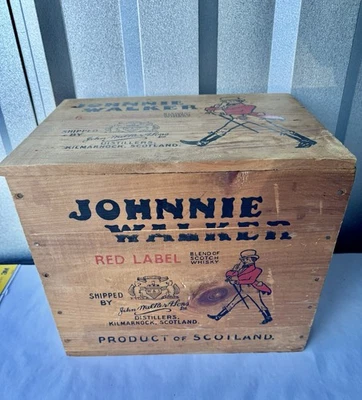 JOHNNIE
WALKER
SHIPPED
BY
DISTILLERS,
KILMARNOCK, SCOTLAND.
JOHNNIE
WALKER
RED LABEL
BLEND OF
SCOTCH
WHISKY
SHIPPED
BY
DISTILLERS,
KILMARNOCK, SCOTLAND.
PRODUCT OF SCOTLAND.